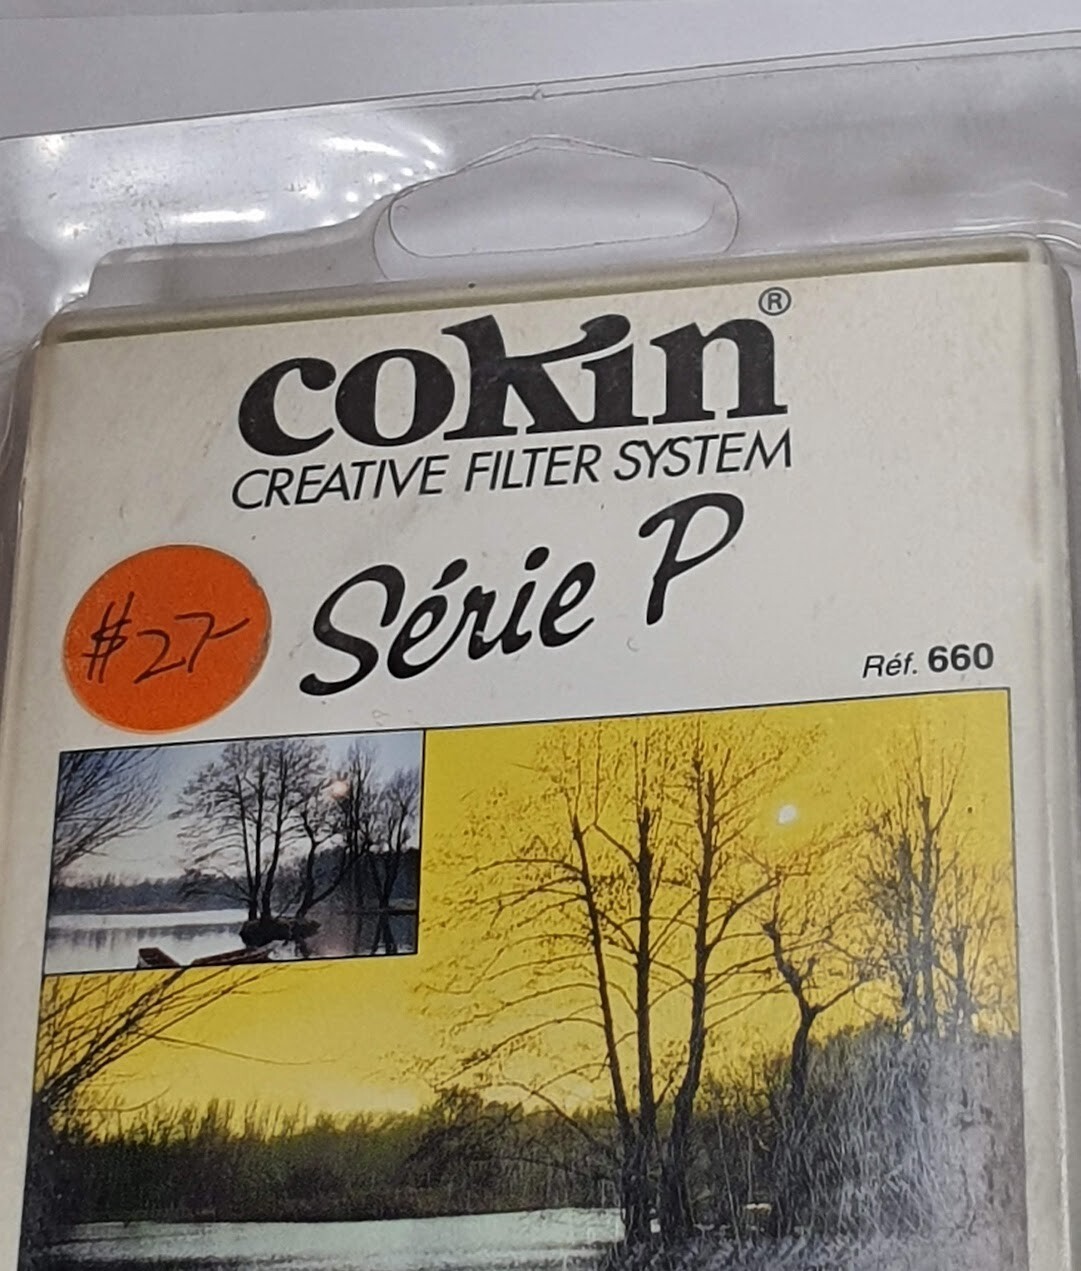 cokin®
CREATIVE FILTER SYSTEM
Série P
#27
Réf. 660